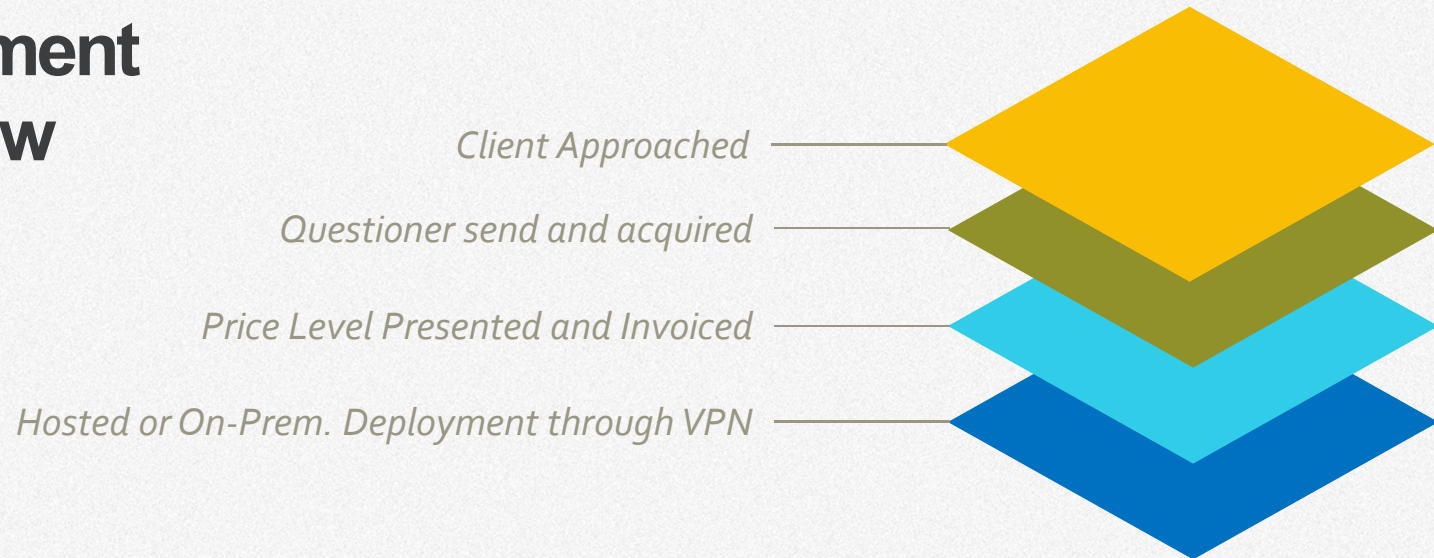 ment
w
Client Approached
Questioner send and acquired
Price Level Presented and Invoiced
Hosted or On-Prem. Deployment through VPN